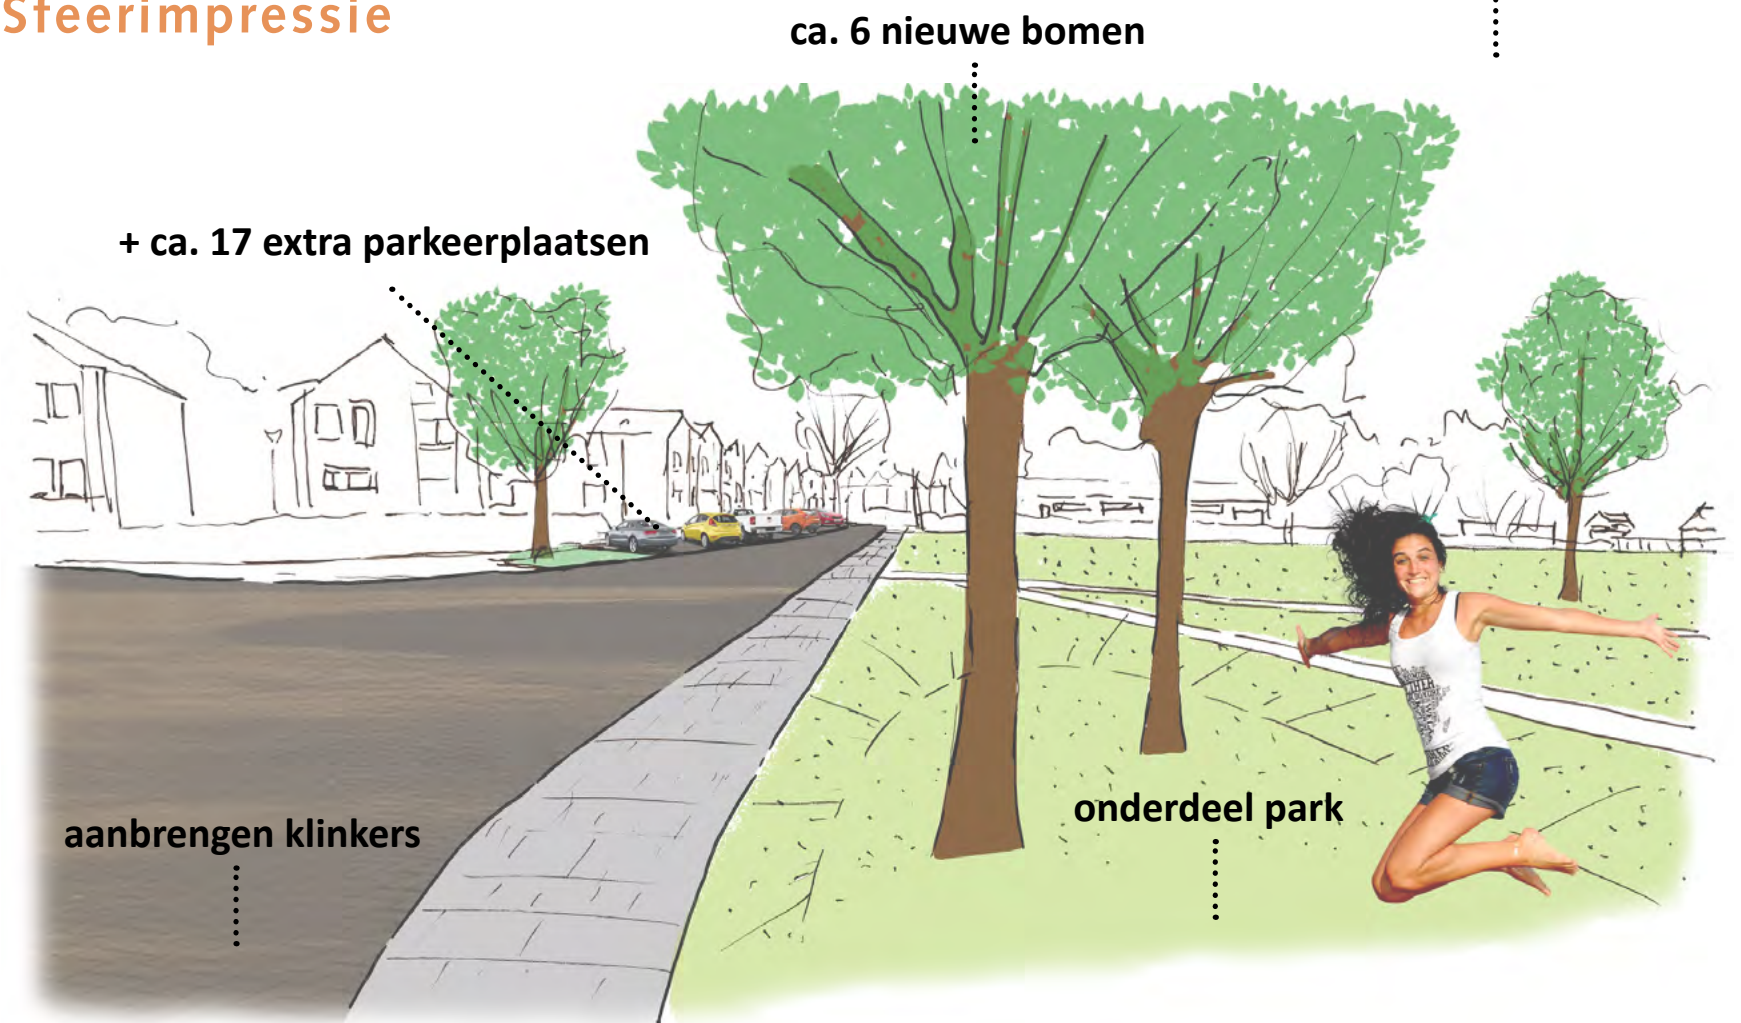 Sfeerimpressie
ca. 6 nieuwe bomen
+ ca. 17 extra parkeerplaatsen
aanbrengen klinkers
onderdeel park